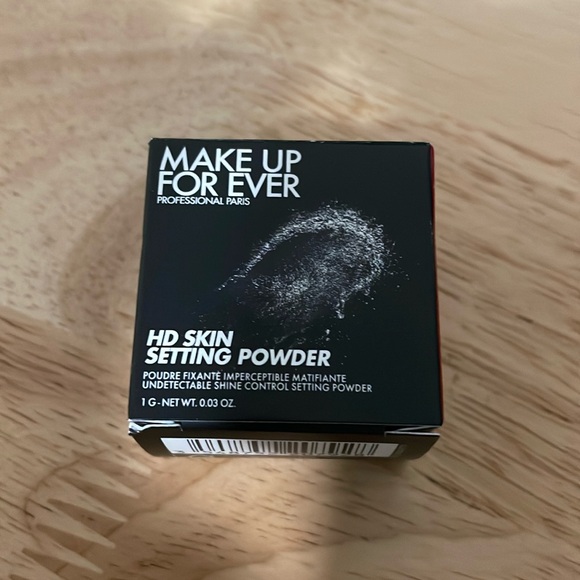 MAKE UP
FOR EVER
PROFESSIONAL PARIS
HD SKIN
SETTING POWDER
POUDRE FIXANTE IMPERCEPTIBLE MATIFIANTE
UNDETECTABLE SHINE CONTROL SETTING POWDER
1 G - NET WT. 0.03 OZ.